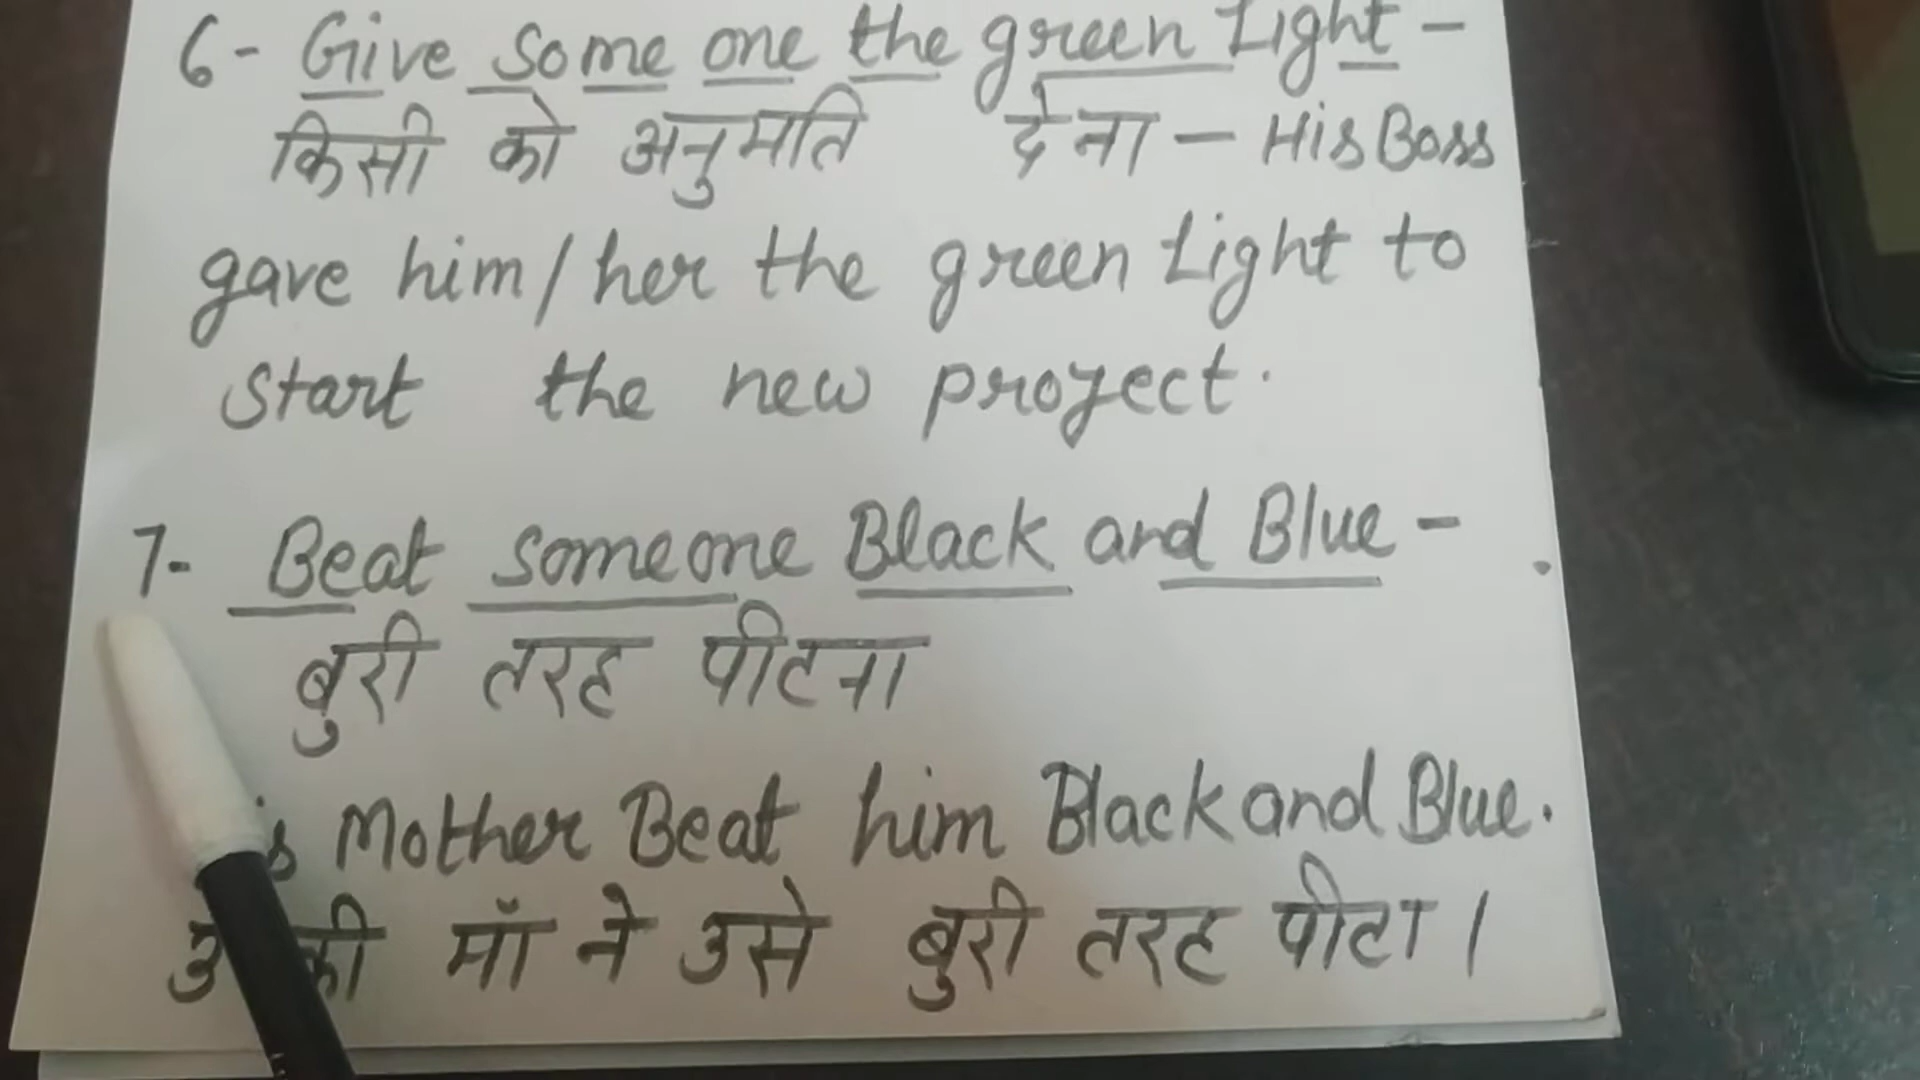 6- Give some one the green Light -
किसी को अनुमति देना - His Boss
gave him/her the green Light to
start the new project.
7- Beat someone Black and Blue -
बुरी तरह पीटना
Mother Beat him Black and Blue.
माँ ने उसे बुरी तरह पीटा।